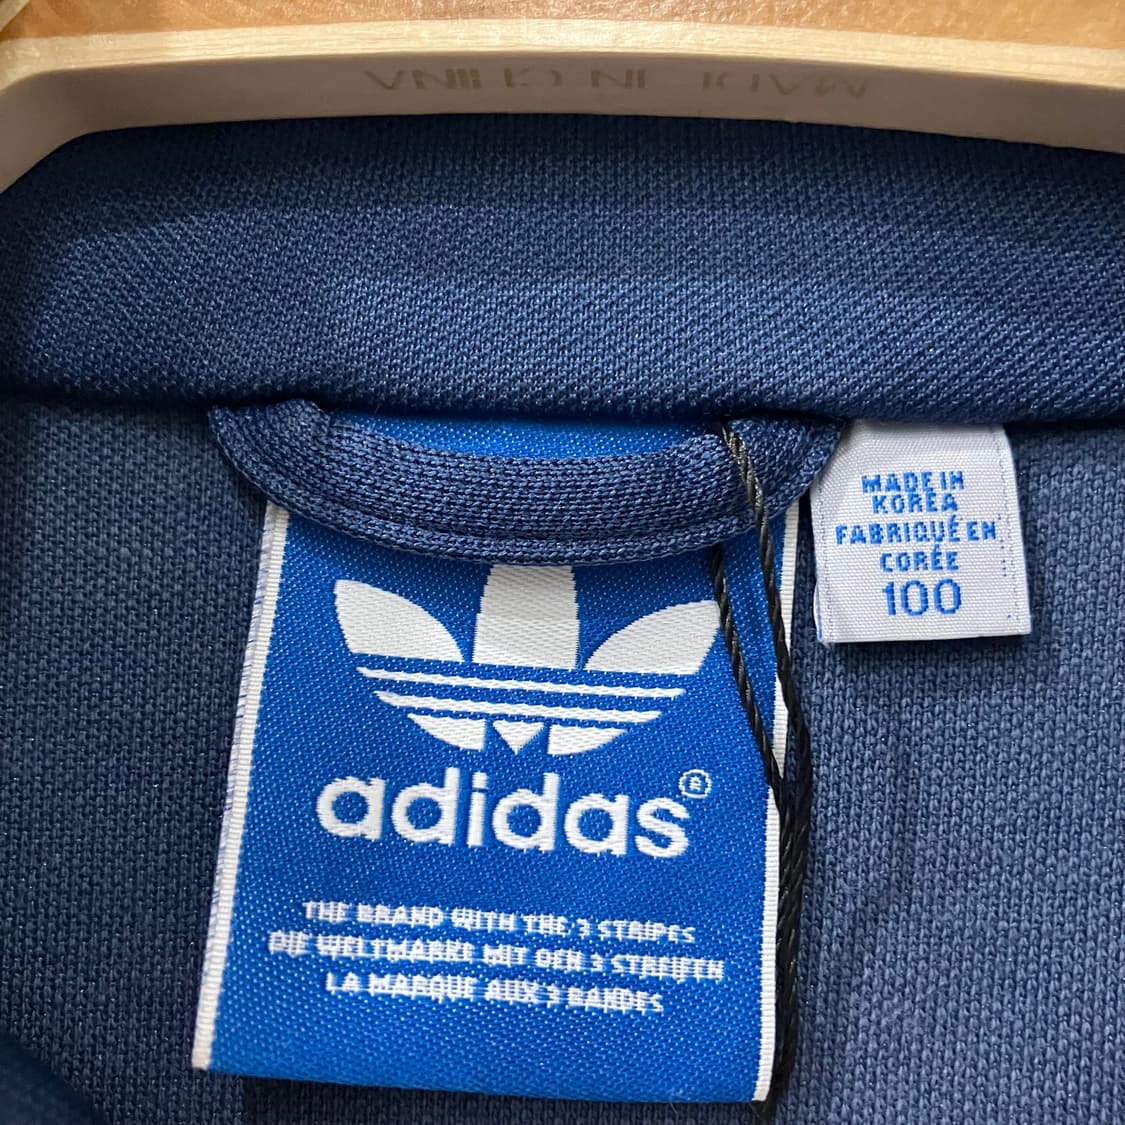 MADE IN CHINA
MADE IN
KOREA
FABRIQUÉ EN
CORÉE
100
adidas®
THE BRAND WITH THE 3 STRIPES
DIE WELTMARKE MIT DEN 3 STREIFEN
LA MARQUE AUX 3 BANDES